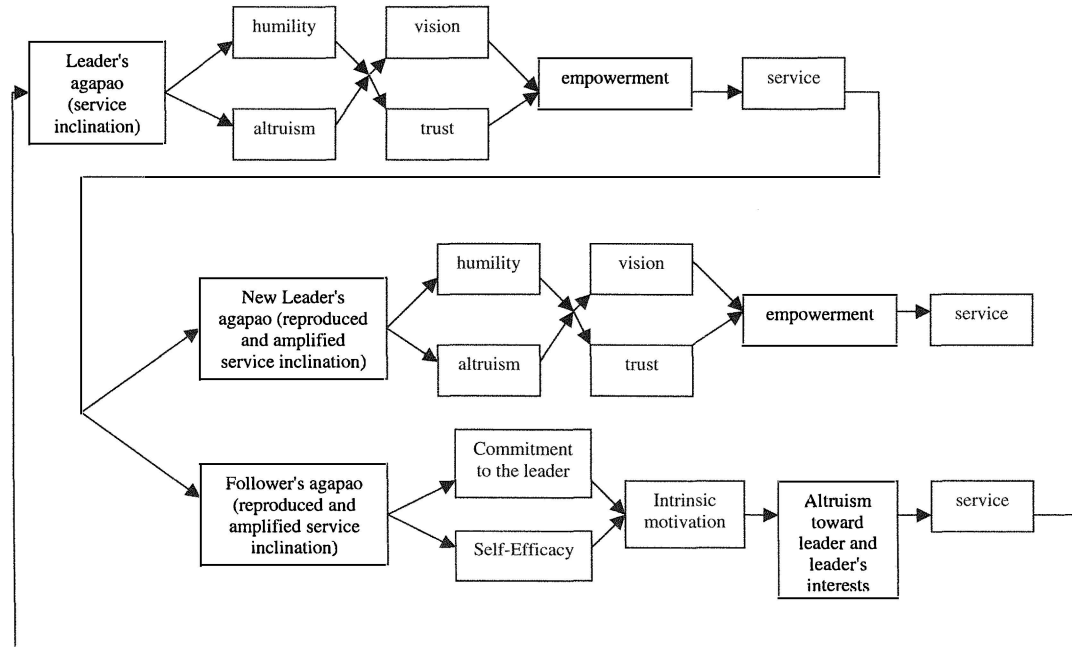 Leader's
agapao
(service
inclination)
humility
altruism
vision
trust
empowerment
service
New Leader's
agapao (reproduced
and amplified
service inclination)
humility
altruism
vision
trust
empowerment
service
Follower's agapao
(reproduced and
amplified service
inclination)
Commitment
to the leader
Self-Efficacy
Intrinsic
motivation
Altruism
toward
leader and
leader's
interests
service